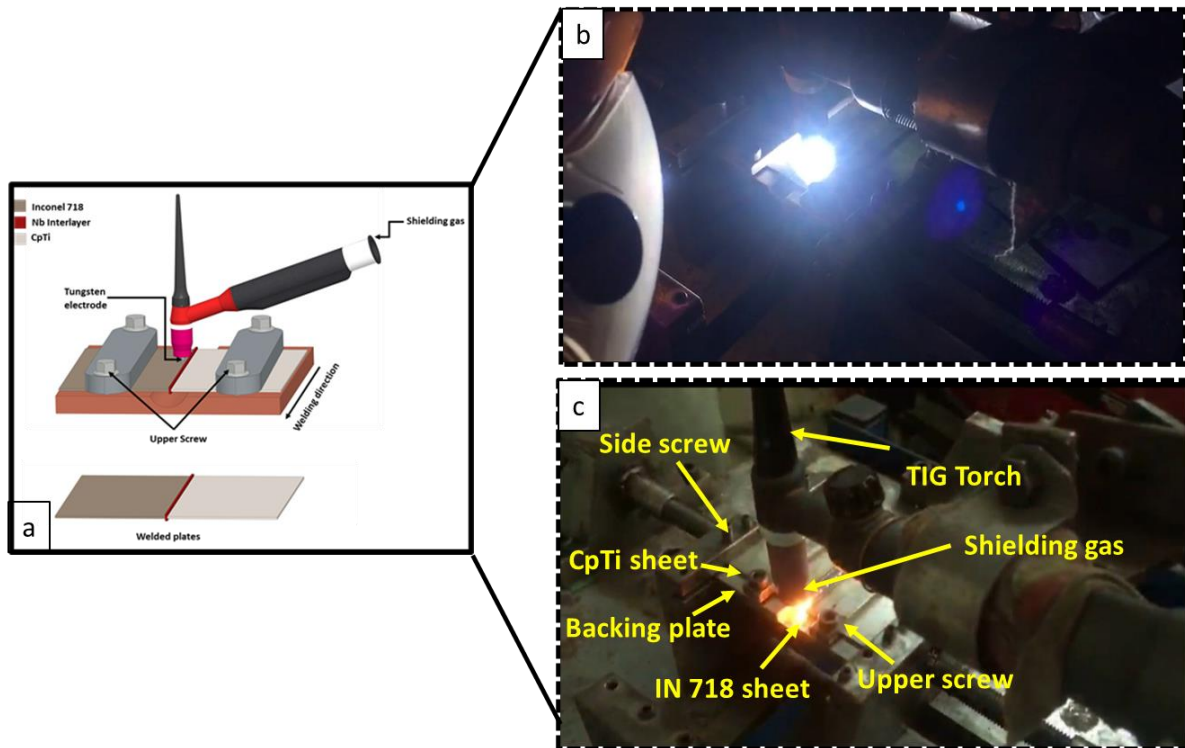 Inconel 718
Nb Interlayer
CpTi
Shielding gas
Tungsten
electrode
Welding direction
Upper Screw
Welded plates
a
b
c
Side screw
TIG Torch
CpTi sheet
Shielding gas
Backing plate
IN 718 sheet
Upper screw